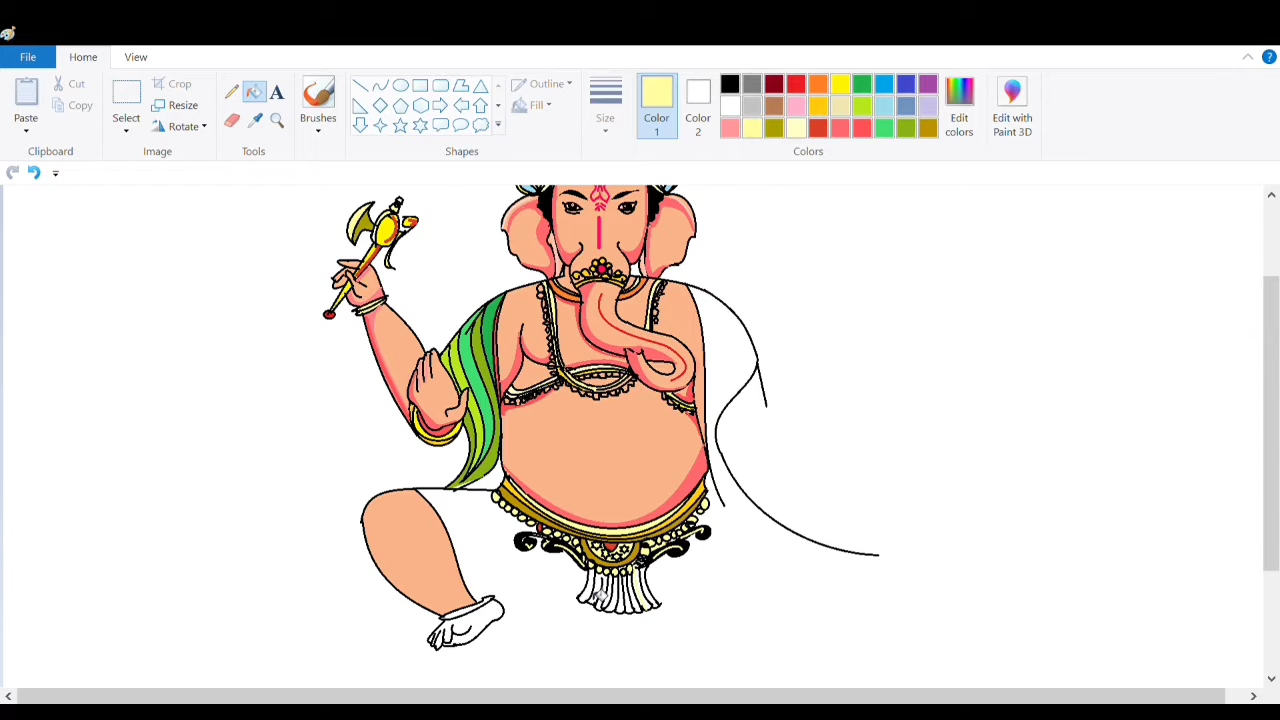 File Home View
Paste Cut Copy Clipboard
Select Crop Resize Rotate Image
A Tools
Brushes
Outline Fill Shapes
Size
Color 1 Color 2 Edit colors Colors
Edit with Paint 3D